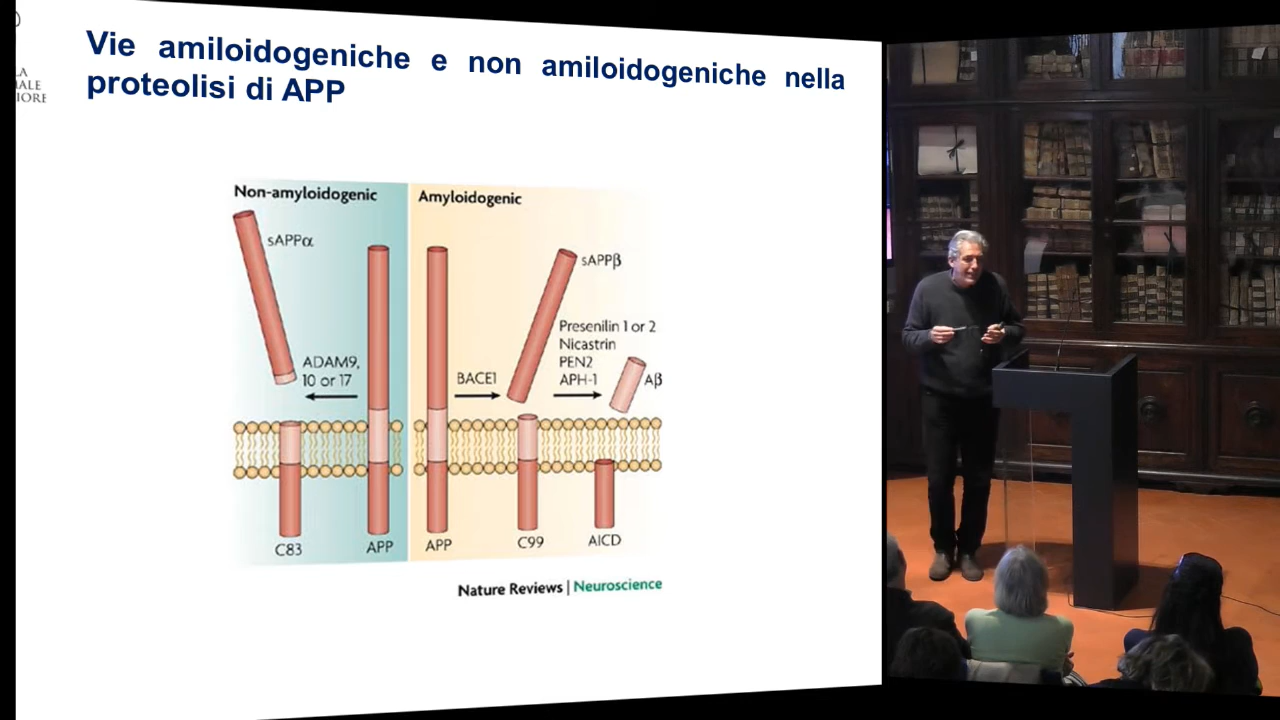 Vie amiloidogeniche e non amiloidogeniche nella
proteolisi di APP
Non-amyloidogenic
Amyloidogenic
sAPPα
sAPPβ
Presenilin 1 or 2
Nicastrin
PEN2
APH-1
ADAM9,
10 or 17
BACE1
Aβ
C83
APP
APP
C99
AICD
Nature Reviews | Neuroscience